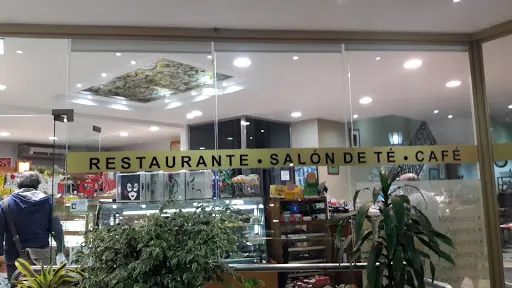 RESTAURANTE • SALÓN DE TÉ • CAFÉ